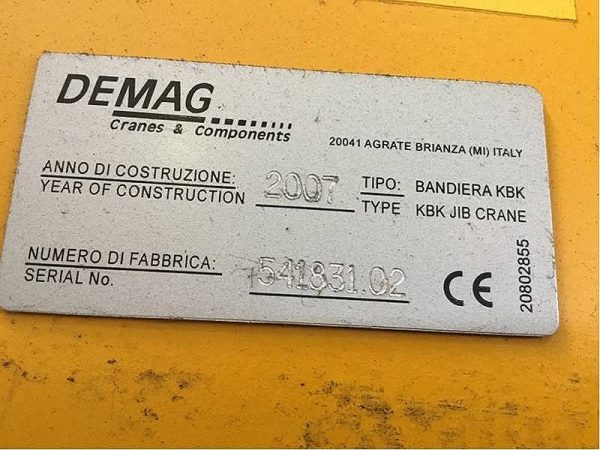 DEMAG
Cranes & Components
20041 AGRATE BRIANZA (MI) ITALY
ANNO DI COSTRUZIONE: 2007 TIPO: BANDIERA KBK
YEAR OF CONSTRUCTION TYPE KBK JIB CRANE
NUMERO DI FABBRICA: 541831.02
SERIAL No.
CE
20802855